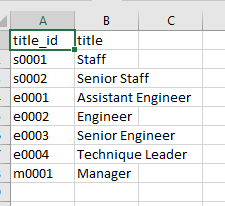 A B C
title_id title
s0001 Staff
s0002 Senior Staff
e0001 Assistant Engineer
e0002 Engineer
e0003 Senior Engineer
e0004 Technique Leader
m0001 Manager